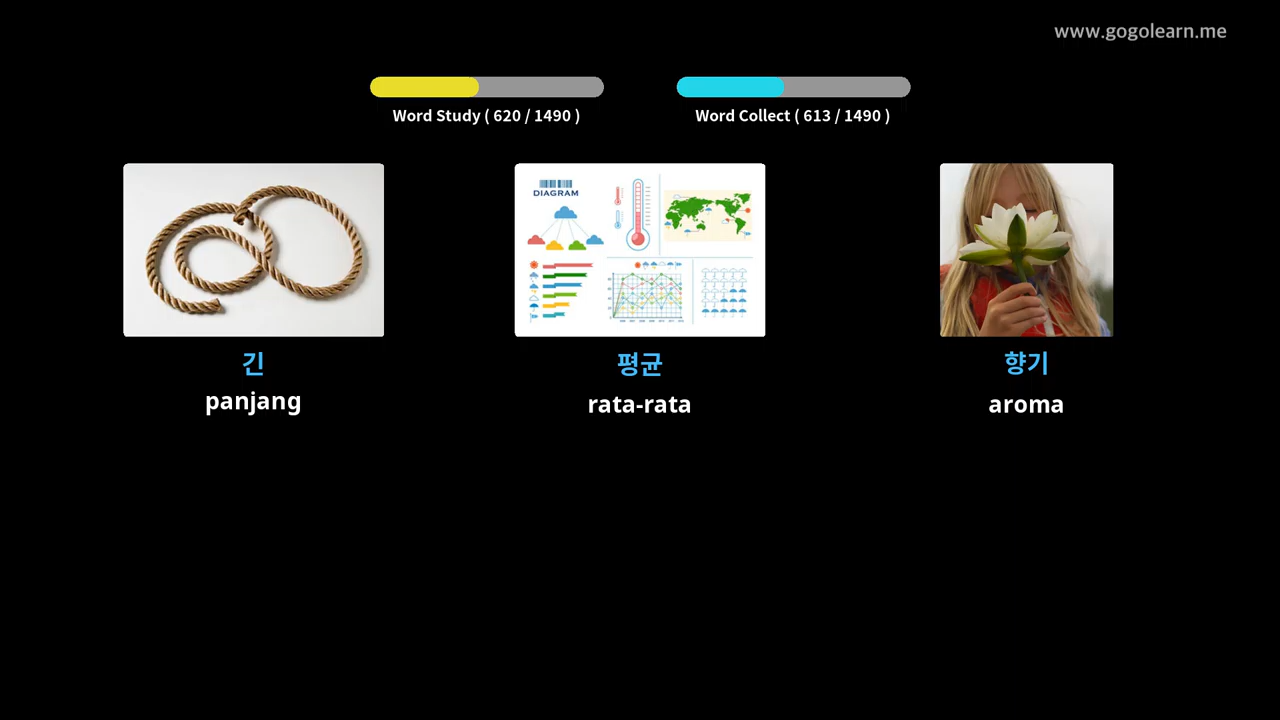 www.gogolearn.me
Word Study ( 620 / 1490 )
Word Collect ( 613 / 1490 )
DIAGRAM
긴
평균
향기
panjang
rata-rata
aroma